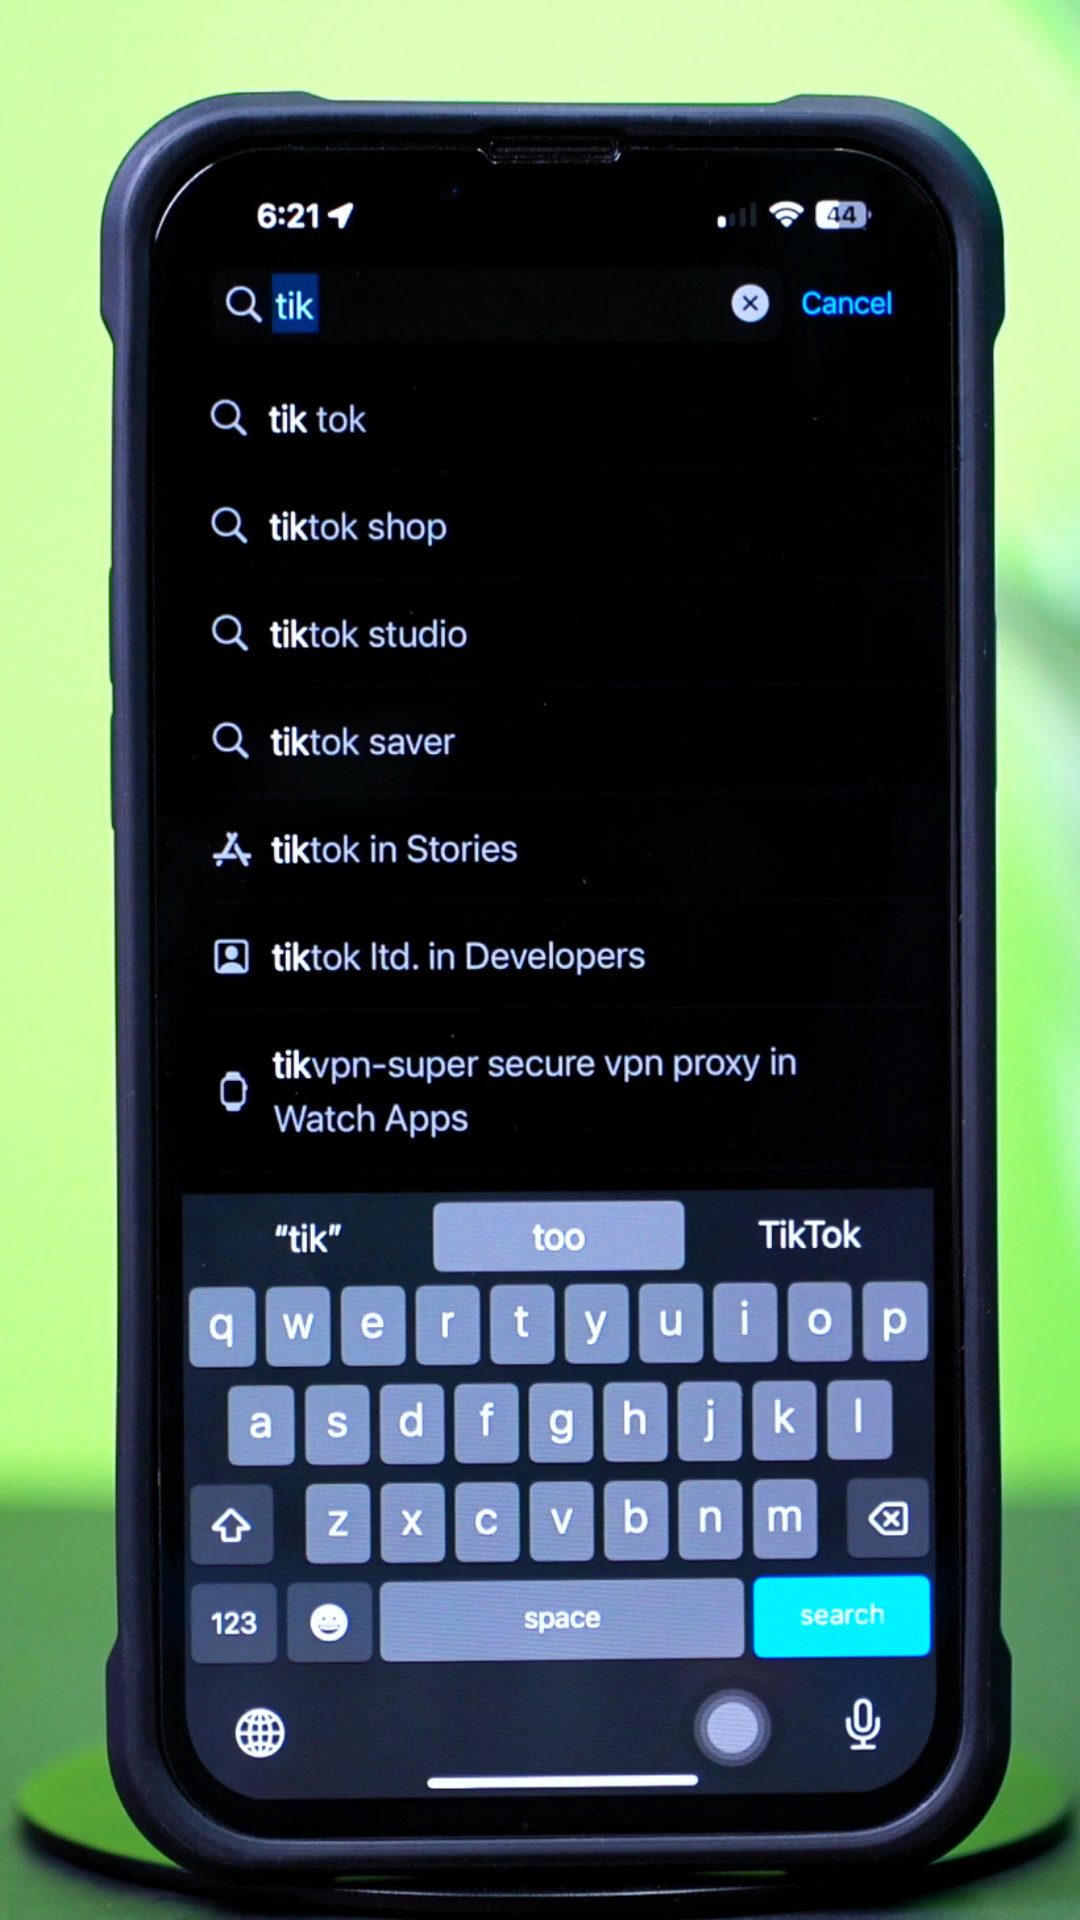 6:21 44
tik Cancel
tik tok
tiktok shop
tiktok studio
tiktok saver
tiktok in Stories
tiktok ltd. in Developers
tikvpn-super secure vpn proxy in
Watch Apps
“tik” too TikTok
q w e r t y u i o p
a s d f g h j k l
z x c v b n m
123 space search